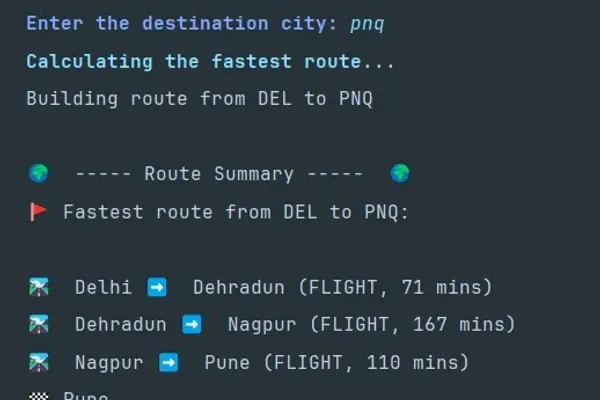 Enter the destination city: pnq
Calculating the fastest route...
Building route from DEL to PNQ
----- Route Summary -----
Fastest route from DEL to PNQ:
Delhi ➡ Dehradun (FLIGHT, 71 mins)
Dehradun ➡ Nagpur (FLIGHT, 167 mins)
Nagpur ➡ Pune (FLIGHT, 110 mins)
Pune